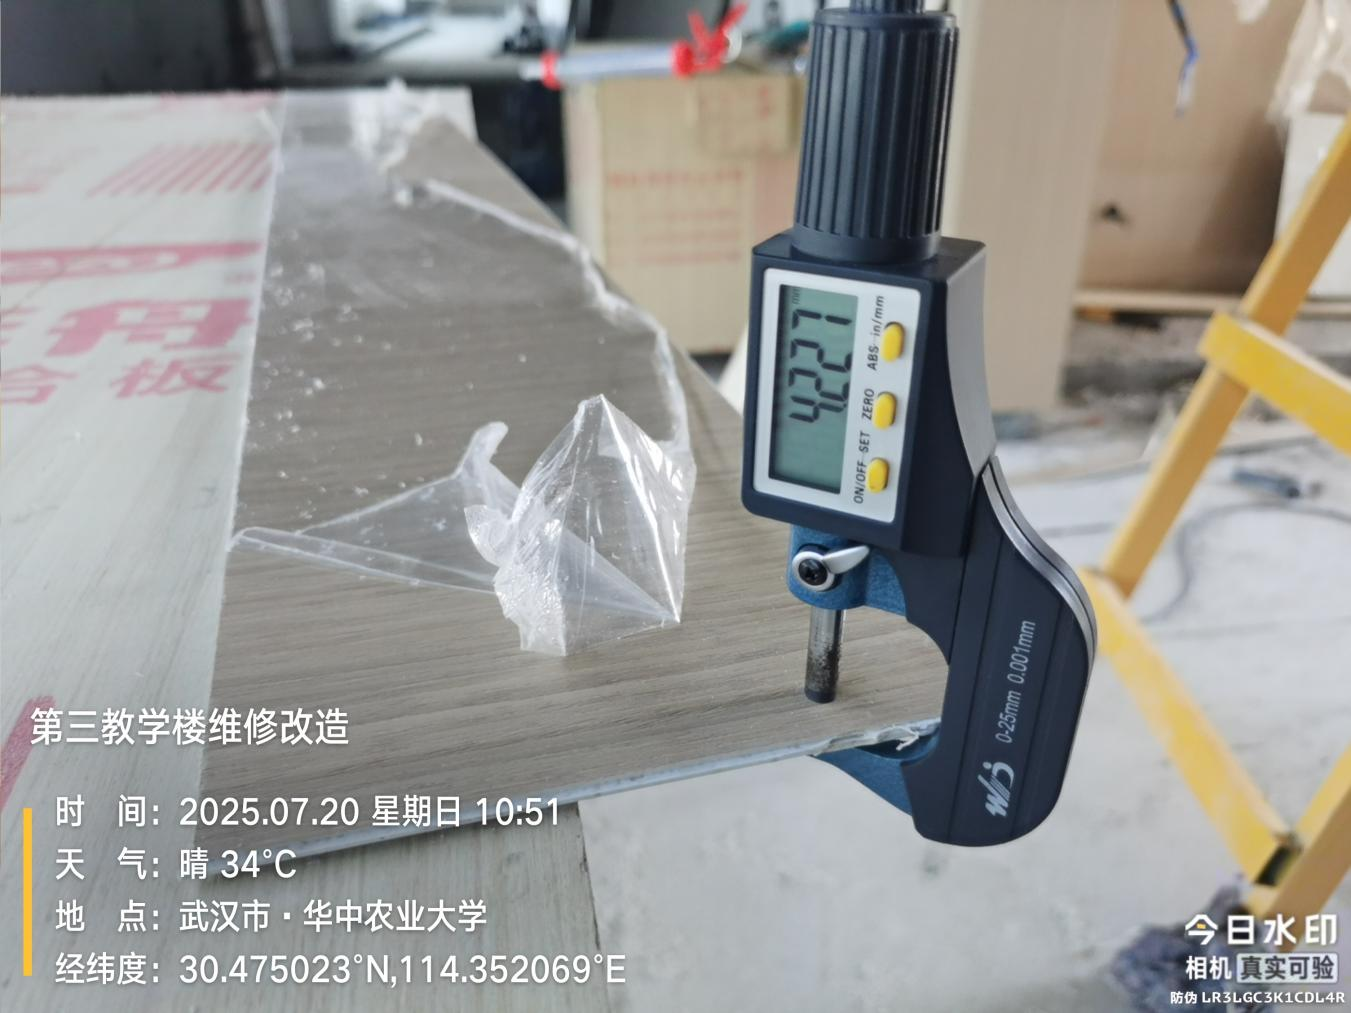 mm
4.227
ABS in/mm
ZERO
SET
ON/OFF
0-25mm 0.001mm
合板
第三教学楼维修改造
时 间：2025.07.20 星期日 10:51
天 气：晴 34°C
地 点：武汉市·华中农业大学
经纬度：30.475023°N,114.352069°E
今日水印
相机 真实可验
防伪 LR3LGC3K1CDL4R